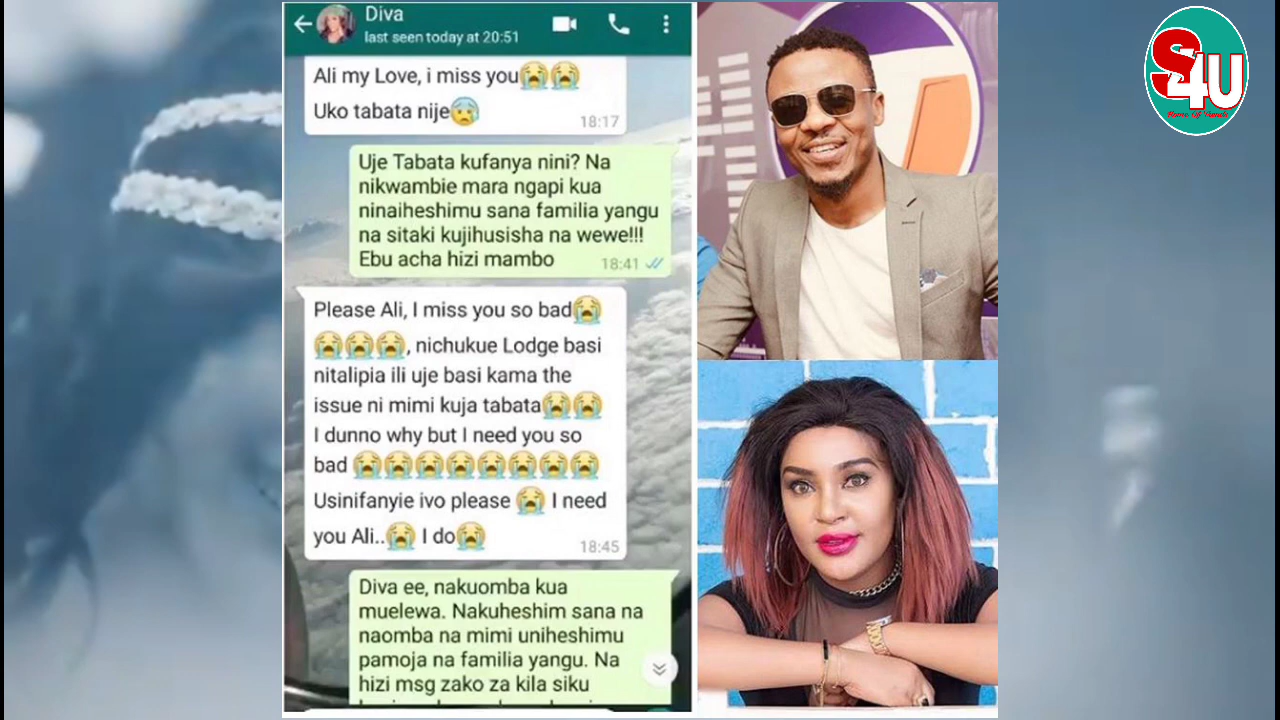 Diva
last seen today at 20:51
Ali my Love, i miss you😭😭
Uko tabata nije😰
18:17
Uje Tabata kufanya nini? Na
nikwambie mara ngapi kua
ninaiheshimu sana familia yangu
na sitaki kujihusisha na wewe!!!
Ebu acha hizi mambo
18:41
Please Ali, I miss you so bad😭
😭😭😭, nichukue Lodge basi
nitalipia ili uje basi kama the
issue ni mimi kuja tabata😭😭
I dunno why but I need you so
bad 😭😭😭😭😭😭😭😭
Usinifanyie ivo please 😭 I need
you Ali..😭 I do😭
18:45
Diva ee, nakuomba kua
muelewa. Nakuheshim sana na
naomba na mimi uniheshimu
pamoja na familia yangu. Na
hizi msg zako za kila siku
S4U
Home Of Trends